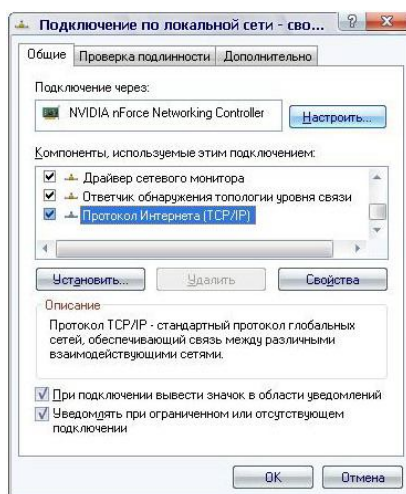 Подключение по локальной сети - сво...
Общие Проверка подлинности Дополнительно
Подключение через:
NVIDIA nForce Networking Controller Настроить...
Компоненты, используемые этим подключением:
Драйвер сетевого монитора
Ответчик обнаружения топологии уровня связи
Протокол Интернета (TCP/IP)
Установить... Удалить Свойства
Описание
Протокол TCP/IP - стандартный протокол глобальных
сетей, обеспечивающий связь между различными
взаимодействующими сетями.
При подключении вывести значок в области уведомлений
Уведомлять при ограниченном или отсутствующем
подключении
OK Отмена